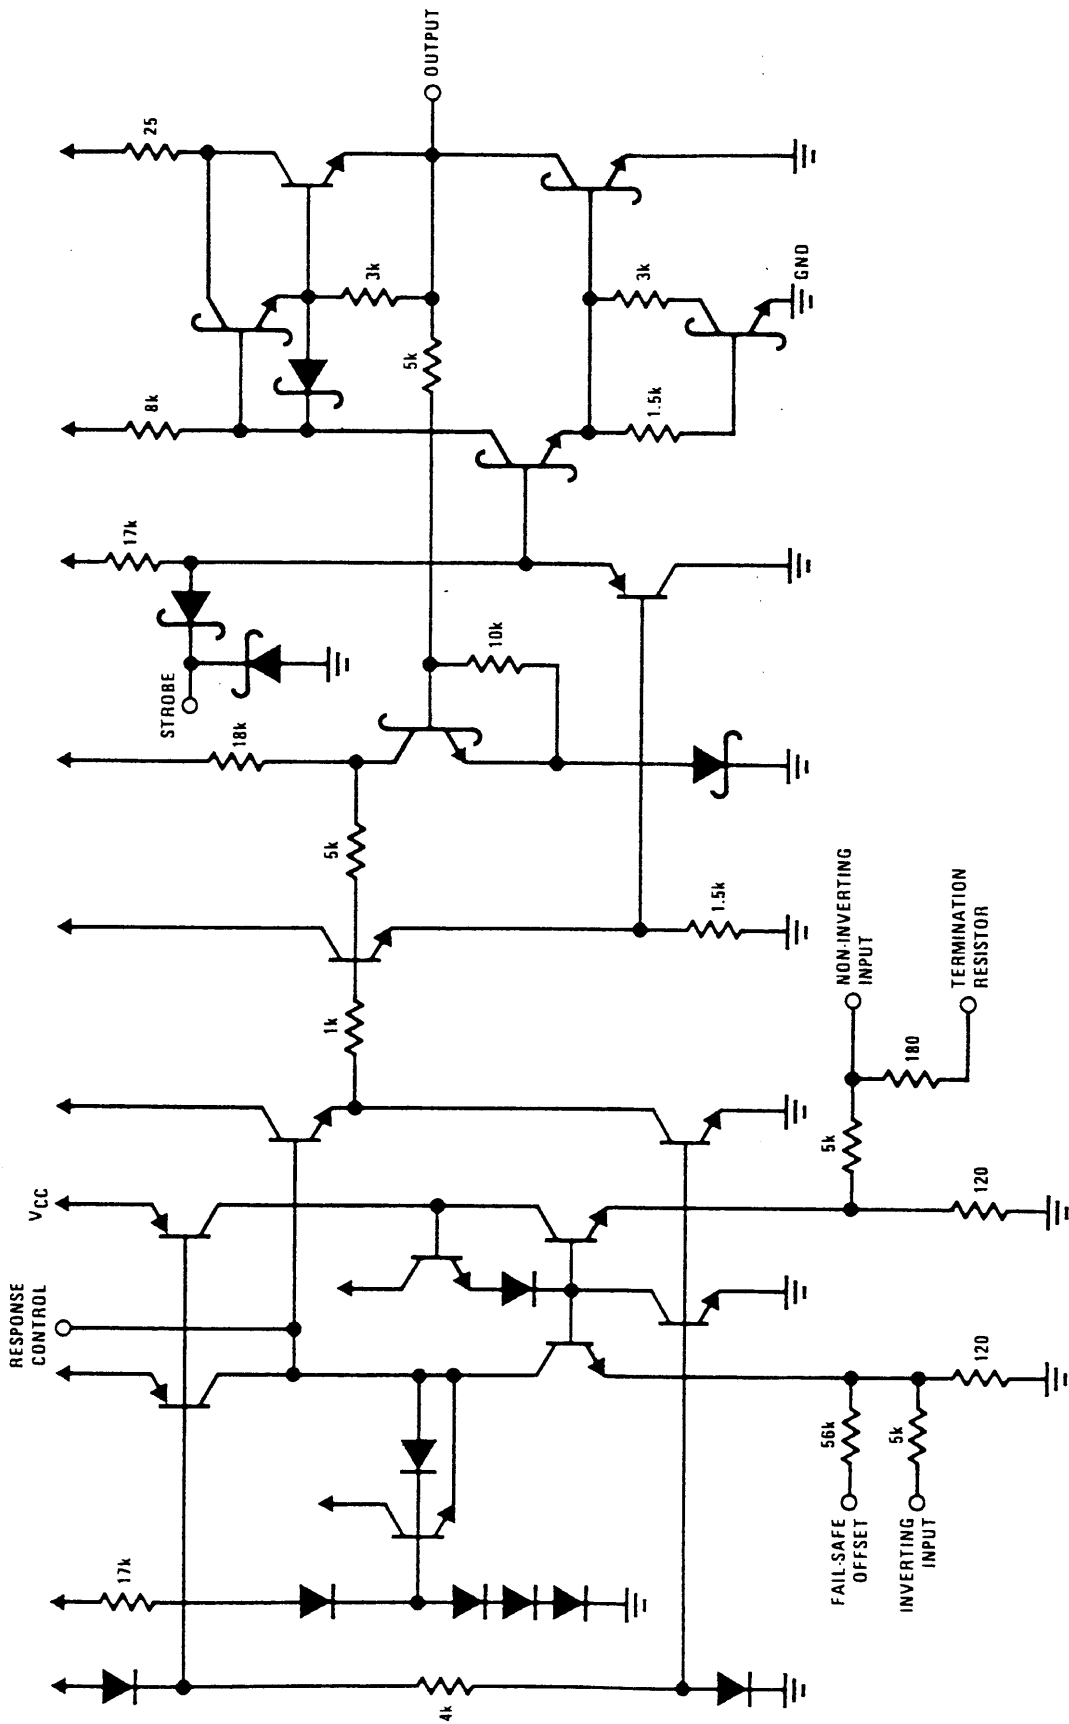 OUTPUT
25
3k
3k
GND
8k
5k
1.5k
17k
STROBE
10k
18k
5k
1.5k
1k
NON-INVERTING
INPUT
TERMINATION
RESISTOR
180
5k
120
VCC
RESPONSE
CONTROL
120
56k
5k
FAIL-SAFE
OFFSET
INVERTING
INPUT
17k
4k